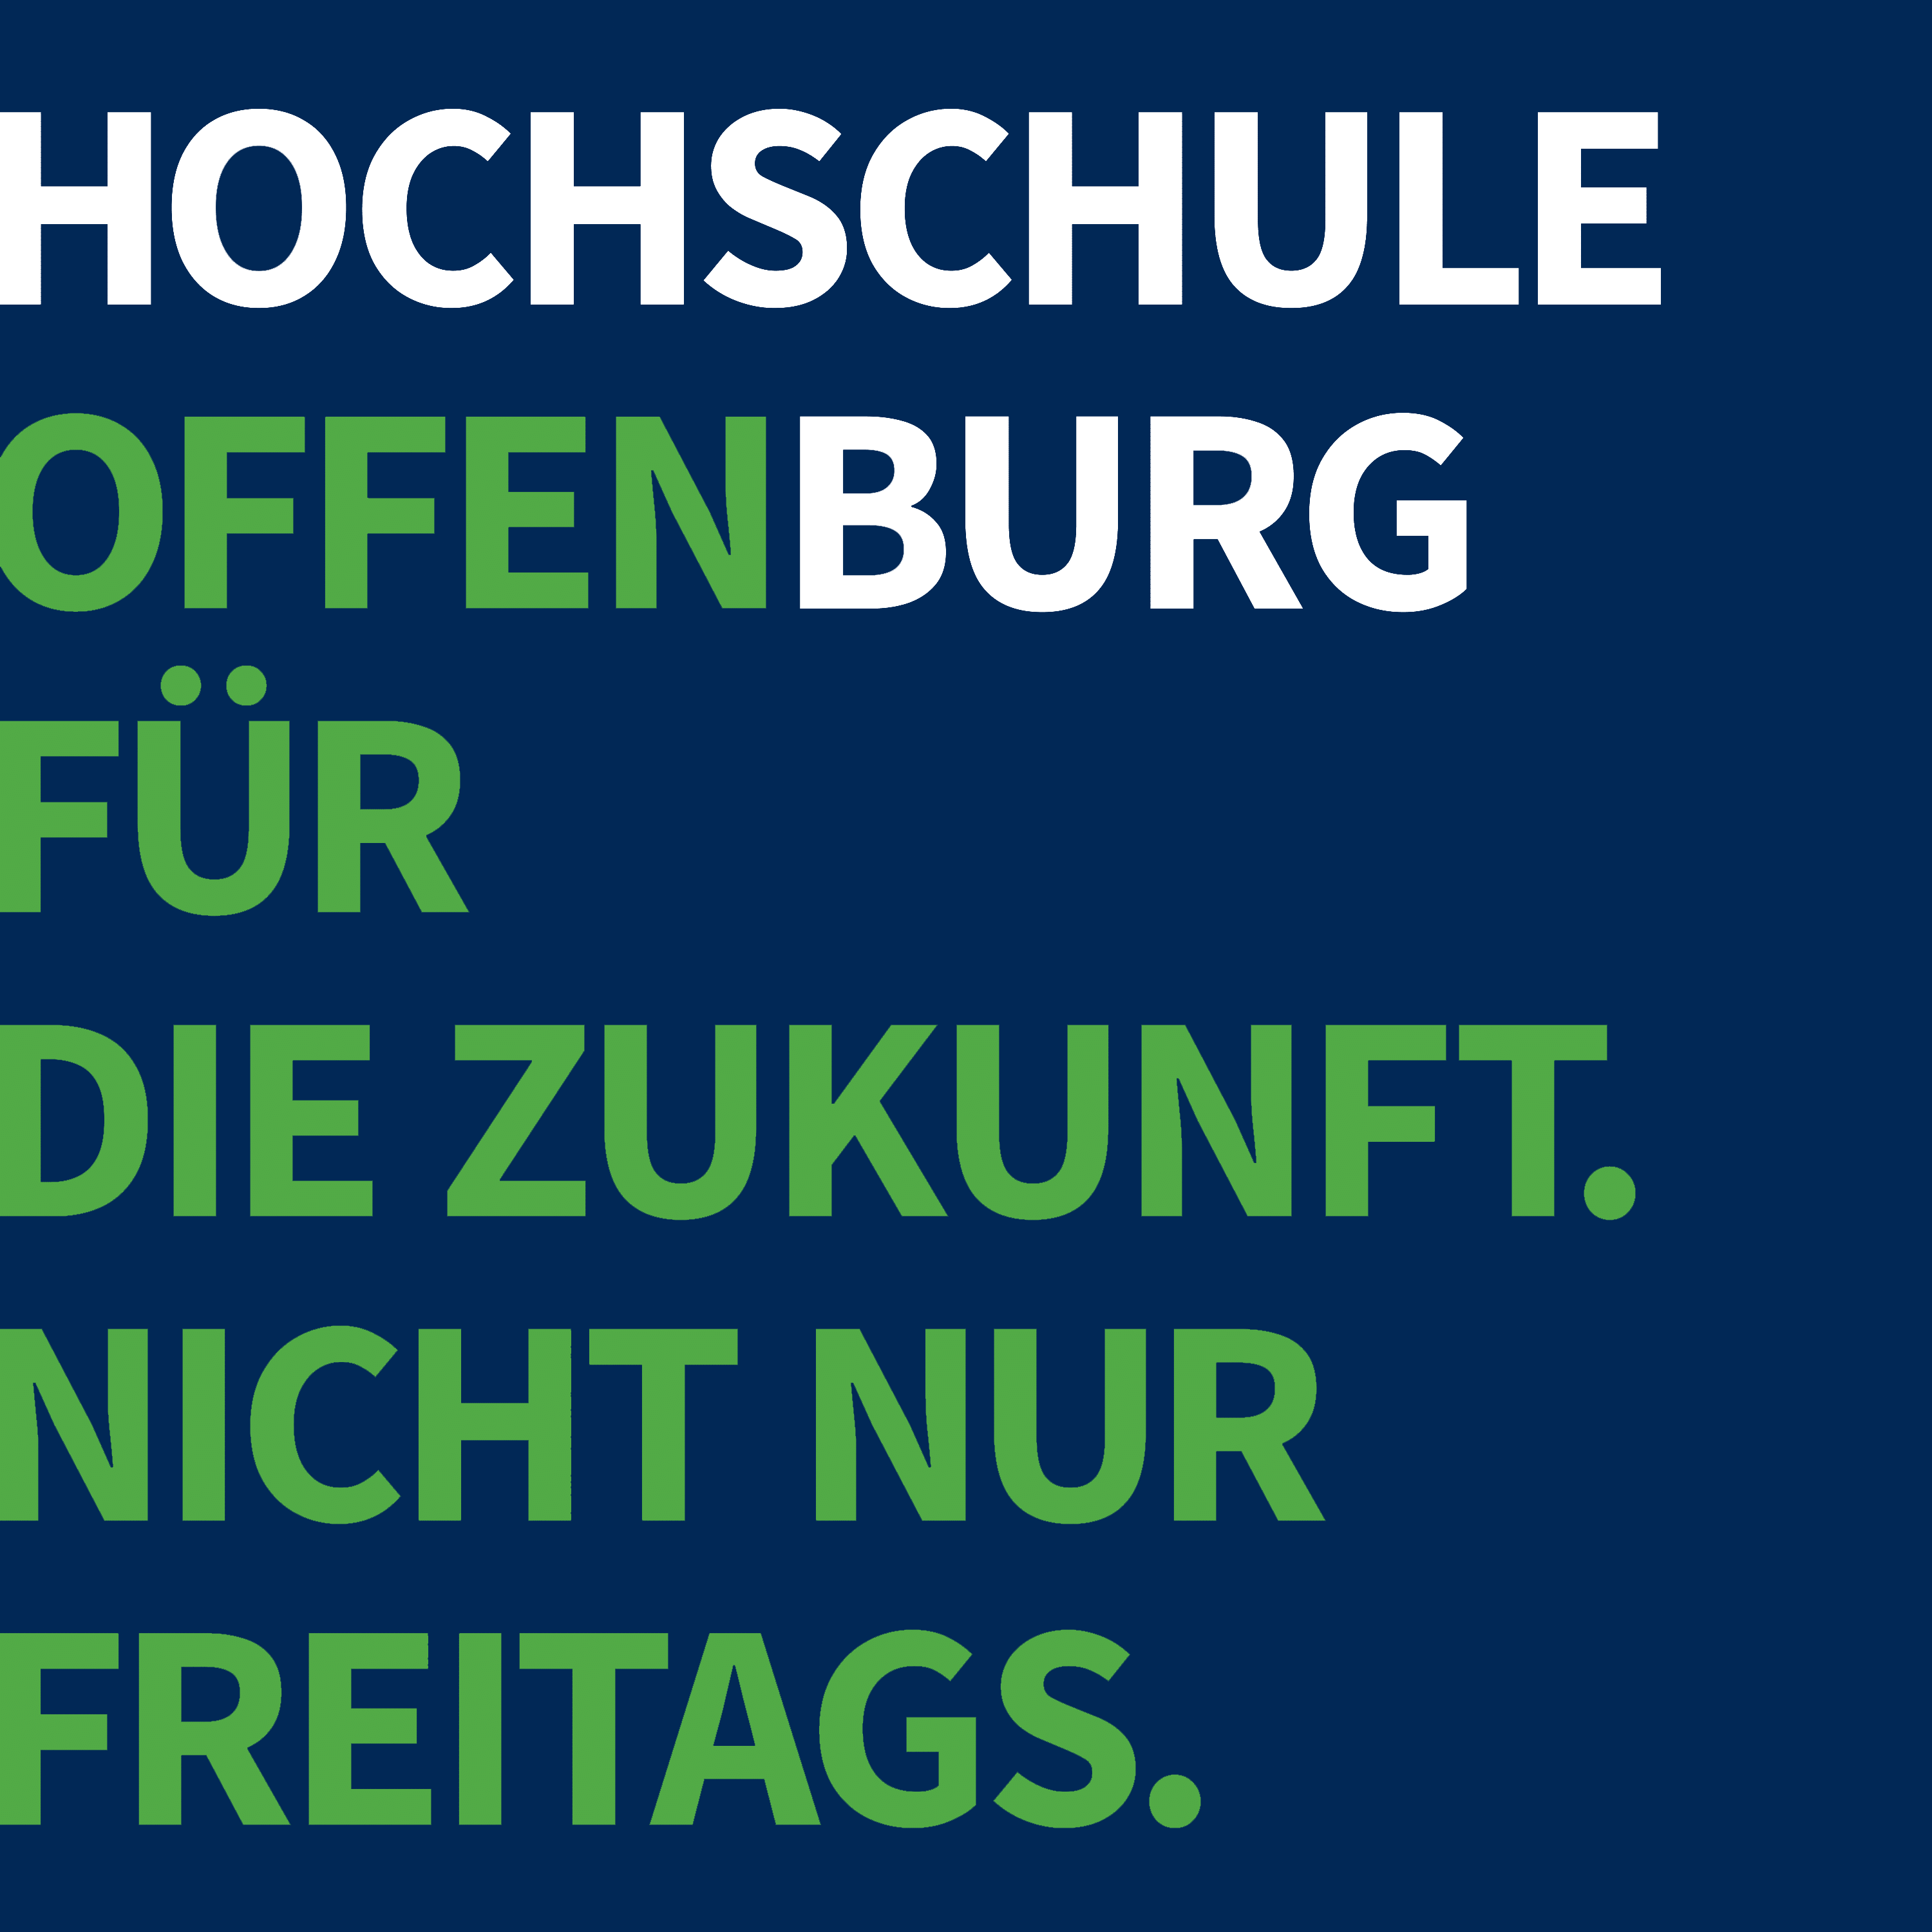 HOCHSCHULE
OFFENBURG
FÜR
DIE ZUKUNFT.
NICHT NUR
FREITAGS.